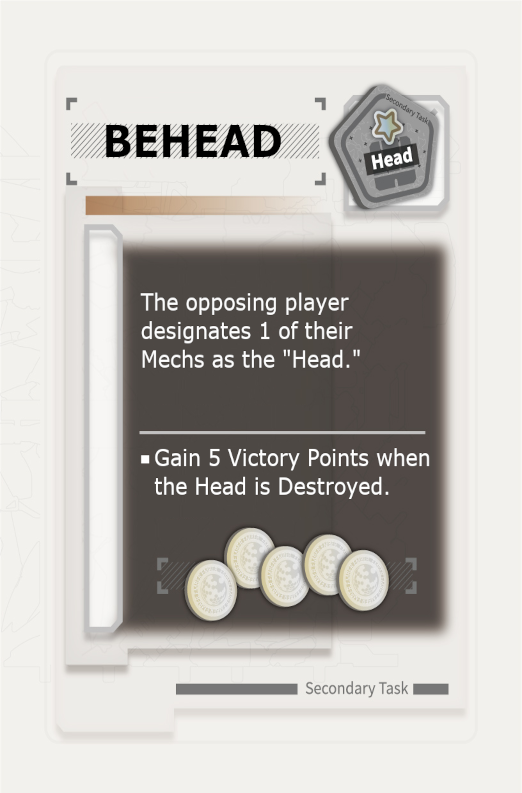 BEHEAD
Secondary Task
Head
The opposing player
designates 1 of their
Mechs as the "Head."
▪ Gain 5 Victory Points when
the Head is Destroyed.
Secondary Task